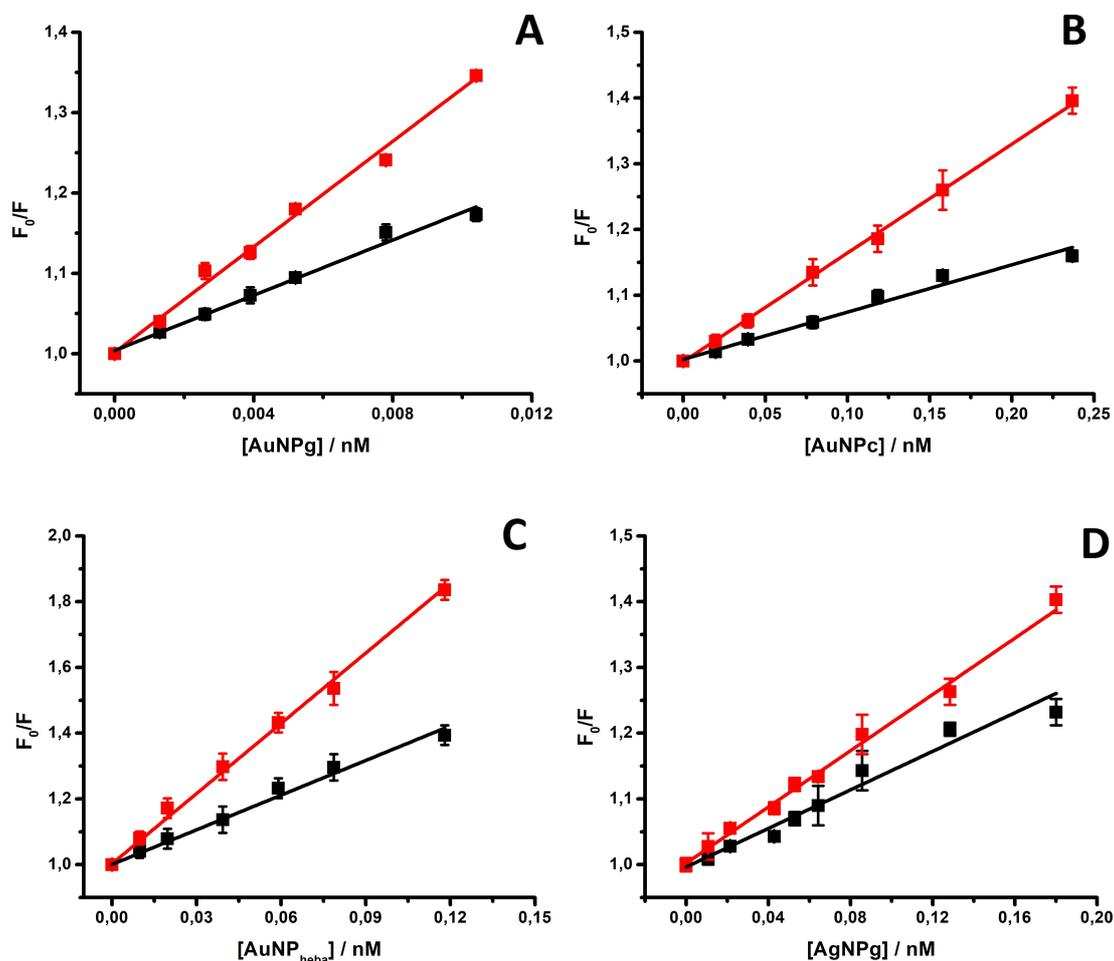 A
1,4
1,3
1,2
1,1
1,0
F0/F
0,000 0,004 0,008 0,012
[AuNPg] / nM
B
1,5
1,4
1,3
1,2
1,1
1,0
F0/F
0,00 0,05 0,10 0,15 0,20 0,25
[AuNPc] / nM
C
2,0
1,8
1,6
1,4
1,2
1,0
F0/F
0,00 0,03 0,06 0,09 0,12 0,15
[AuNPheba] / nM
D
1,5
1,4
1,3
1,2
1,1
1,0
F0/F
0,00 0,04 0,08 0,12 0,16 0,20
[AgNPg] / nM